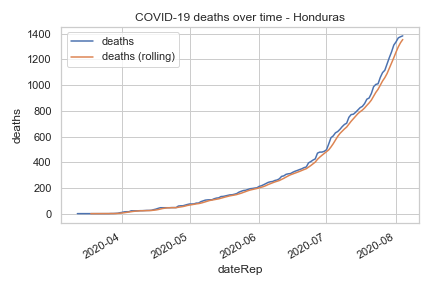 COVID-19 deaths over time - Honduras
deaths
deaths (rolling)
1400
1200
1000
800
600
400
200
0
deaths
2020-04
2020-05
2020-06
2020-07
2020-08
dateRep